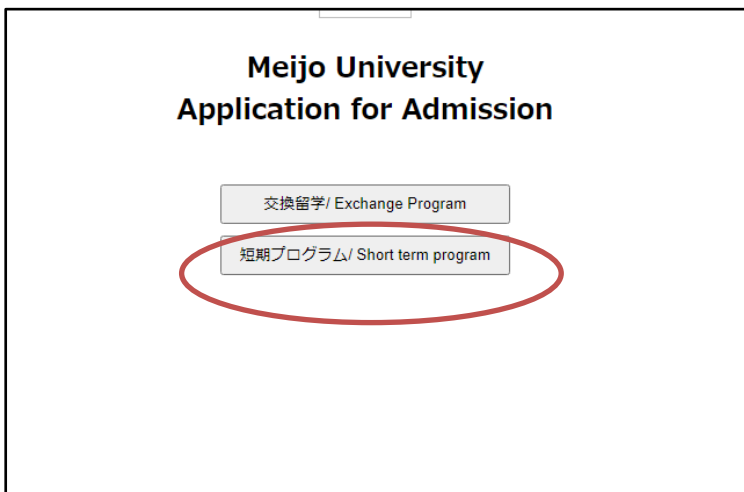 Meijo University
Application for Admission
交換留学/ Exchange Program
短期プログラム/ Short term program